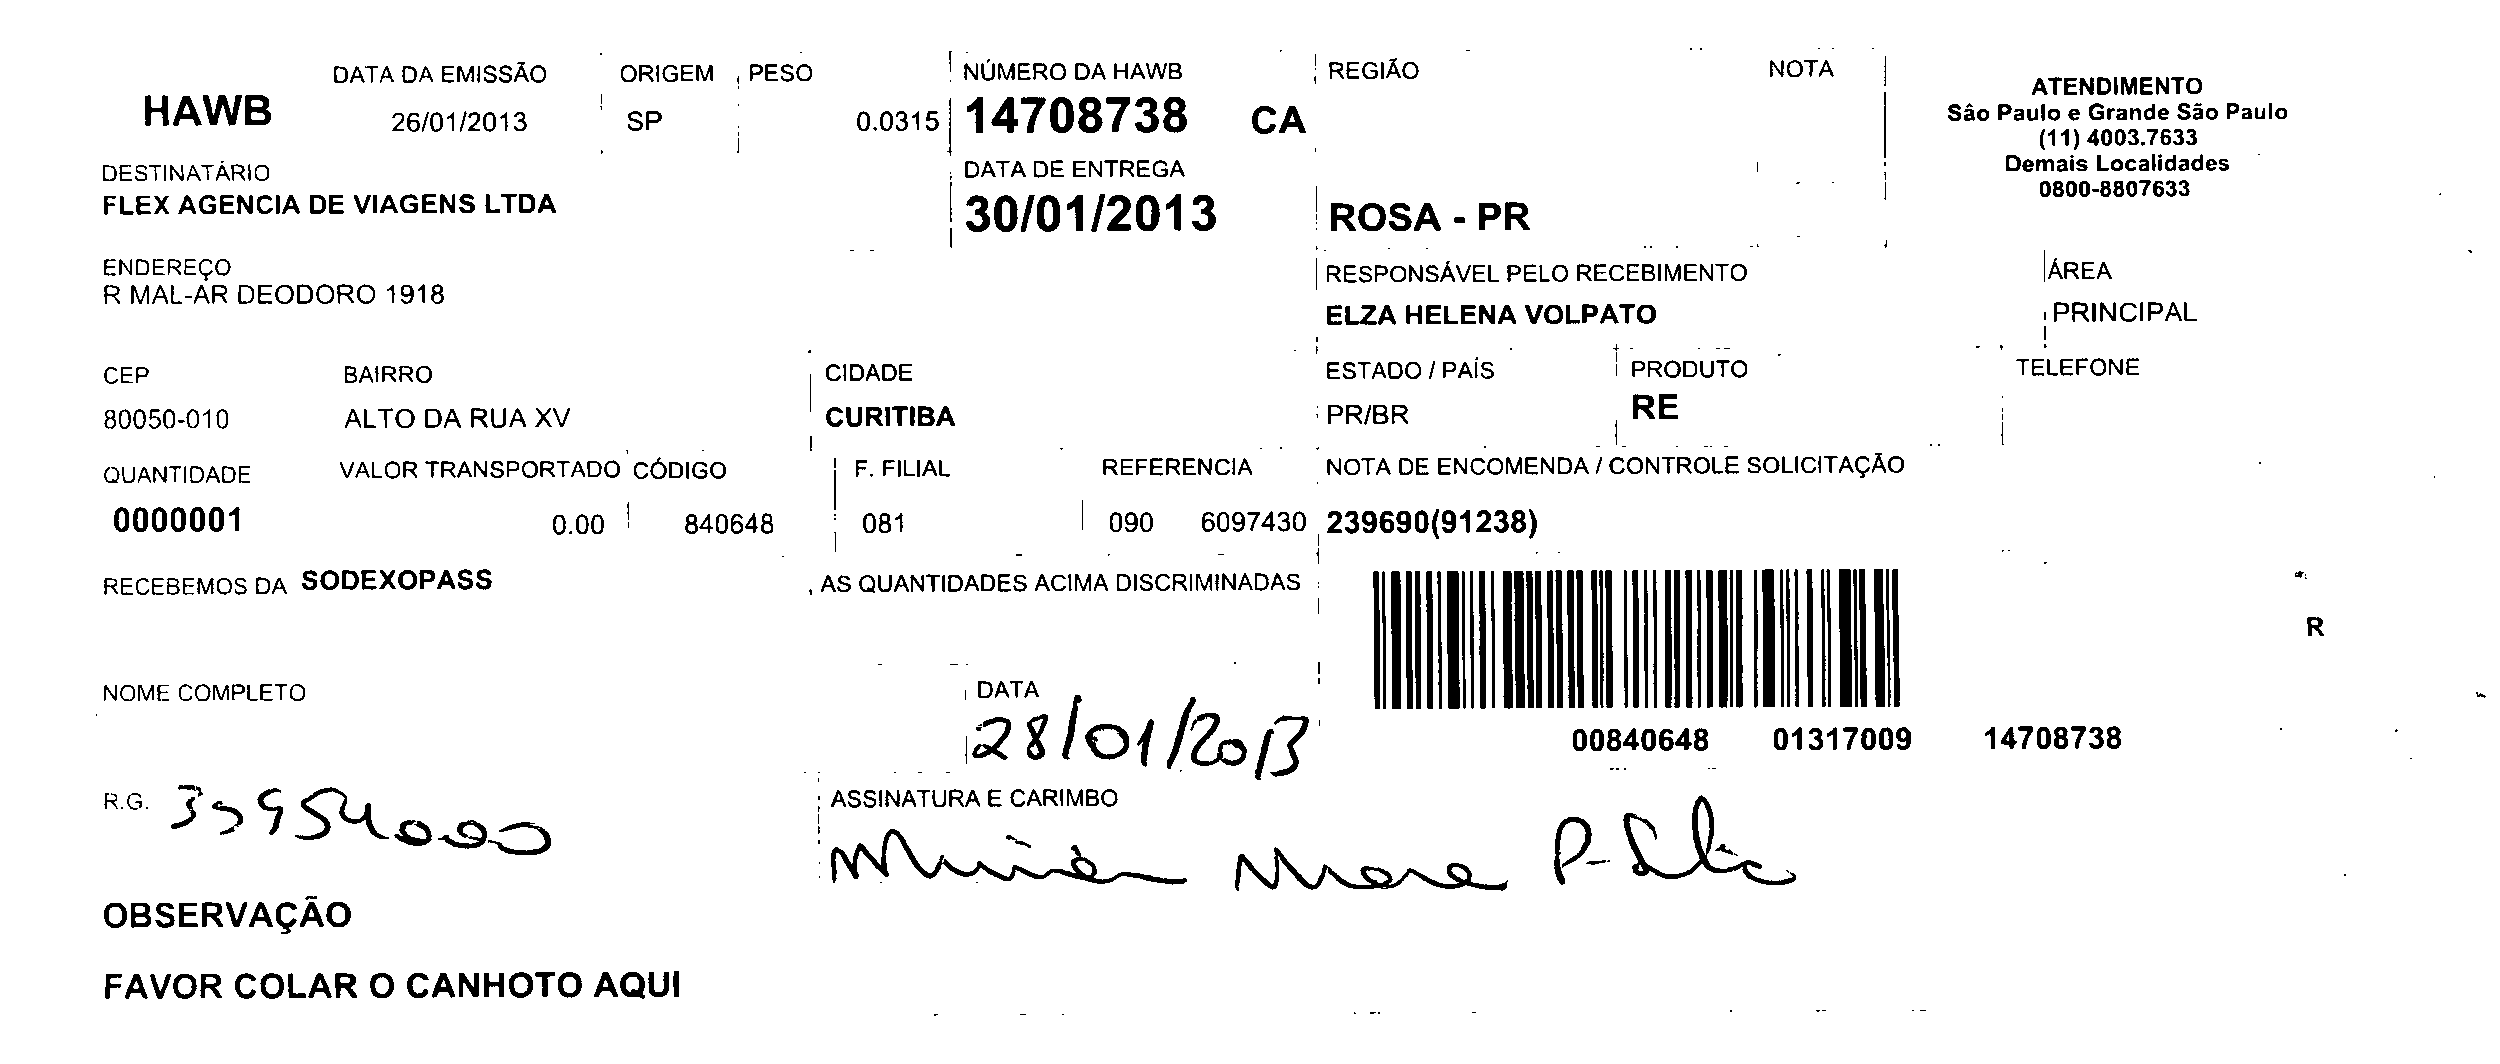 HAWB DATA DA EMISSÃO ORIGEM PESO NÚMERO DA HAWB REGIÃO NOTA
26/01/2013 SP 0.0315 14708738 CA
ATENDIMENTO
São Paulo e Grande São Paulo
(11) 4003.7633
Demais Localidades
0800-8807633
DESTINATÁRIO DATA DE ENTREGA
FLEX AGENCIA DE VIAGENS LTDA 30/01/2013 ROSA - PR
ENDEREÇO RESPONSÁVEL PELO RECEBIMENTO ÁREA
R MAL-AR DEODORO 1918 ELZA HELENA VOLPATO PRINCIPAL
CEP BAIRRO CIDADE ESTADO / PAÍS PRODUTO TELEFONE
80050-010 ALTO DA RUA XV CURITIBA PR/BR RE
QUANTIDADE VALOR TRANSPORTADO CÓDIGO F. FILIAL REFERENCIA NOTA DE ENCOMENDA / CONTROLE SOLICITAÇÃO
0000001 0.00 840648 081 090 6097430 239690(91238)
RECEBEMOS DA SODEXOPASS , AS QUANTIDADES ACIMA DISCRIMINADAS
R
NOME COMPLETO DATA
28/01/2013
00840648 01317009 14708738
R.G. ASSINATURA E CARIMBO
OBSERVAÇÃO
FAVOR COLAR O CANHOTO AQUI